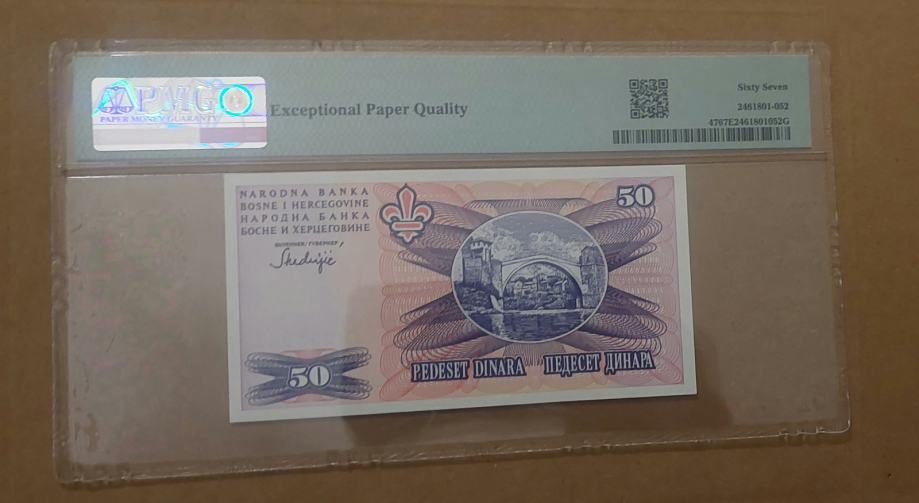 PMG
PAPER MONEY GUARANTY
Exceptional Paper Quality
Sixty Seven
2461801-052
4767E2461801052G
NARODNA BANKA
BOSNE I HERCEGOVINE
НАРОДНА БАНКА
БОСНЕ И ХЕРЦЕГОВИНЕ
GUVERNER/ГУВЕРНЕР
50
50
PEDESET DINARA ПЕДЕСЕТ ДИНАРА